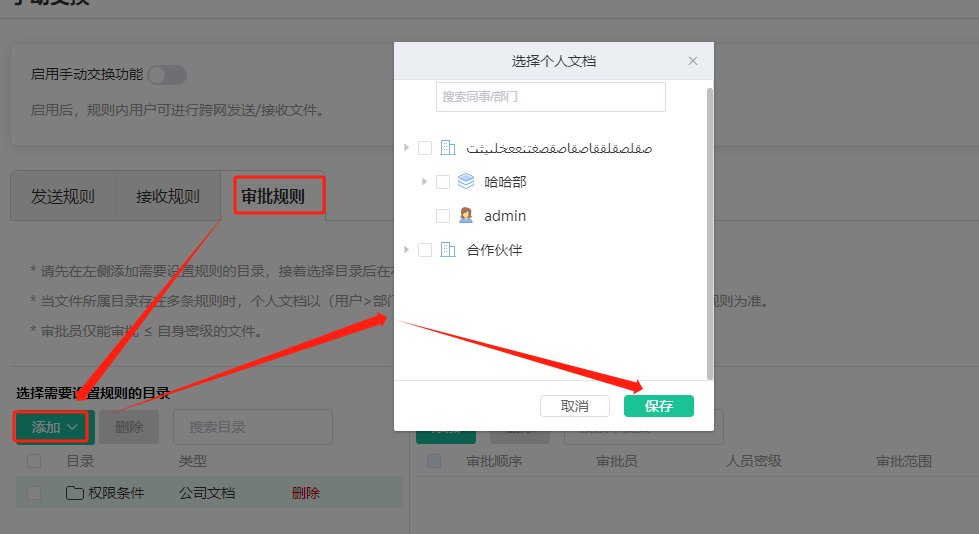 手动交换
启用手动交换功能
启用后，规则内用户可进行跨网发送/接收文件。
发送规则
接收规则
审批规则
* 请先在左侧添加需要设置规则的目录，接着选择目录后在
* 当文件所属目录存在多条规则时，个人文档以（用户>部门
规则为准。
* 审批员仅能审批 ≤ 自身密级的文件。
选择需要设置规则的目录
添加
删除
搜索目录
目录
类型
权限条件
公司文档
删除
审批顺序
审批员
人员密级
审批范围
选择个人文档
搜索同事/部门
哈哈部
admin
合作伙伴
取消
保存